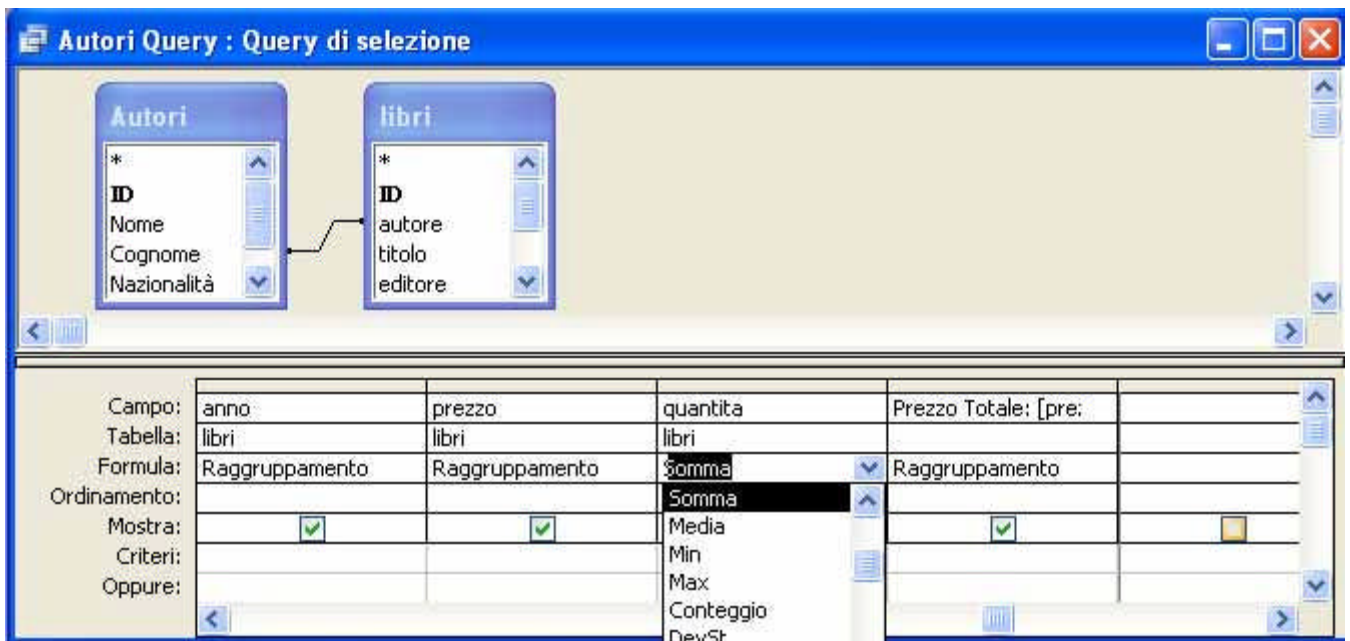 Autori Query : Query di selezione
Autori
*
ID
Nome
Cognome
Nazionalità
libri
*
ID
autore
titolo
editore
Campo: anno prezzo quantita Prezzo Totale: [pre:
Tabella: libri libri libri
Formula: Raggruppamento Raggruppamento Somma Raggruppamento
Ordinamento:
Mostra:
Criteri:
Oppure:
Somma
Media
Min
Max
Conteggio
DevSt